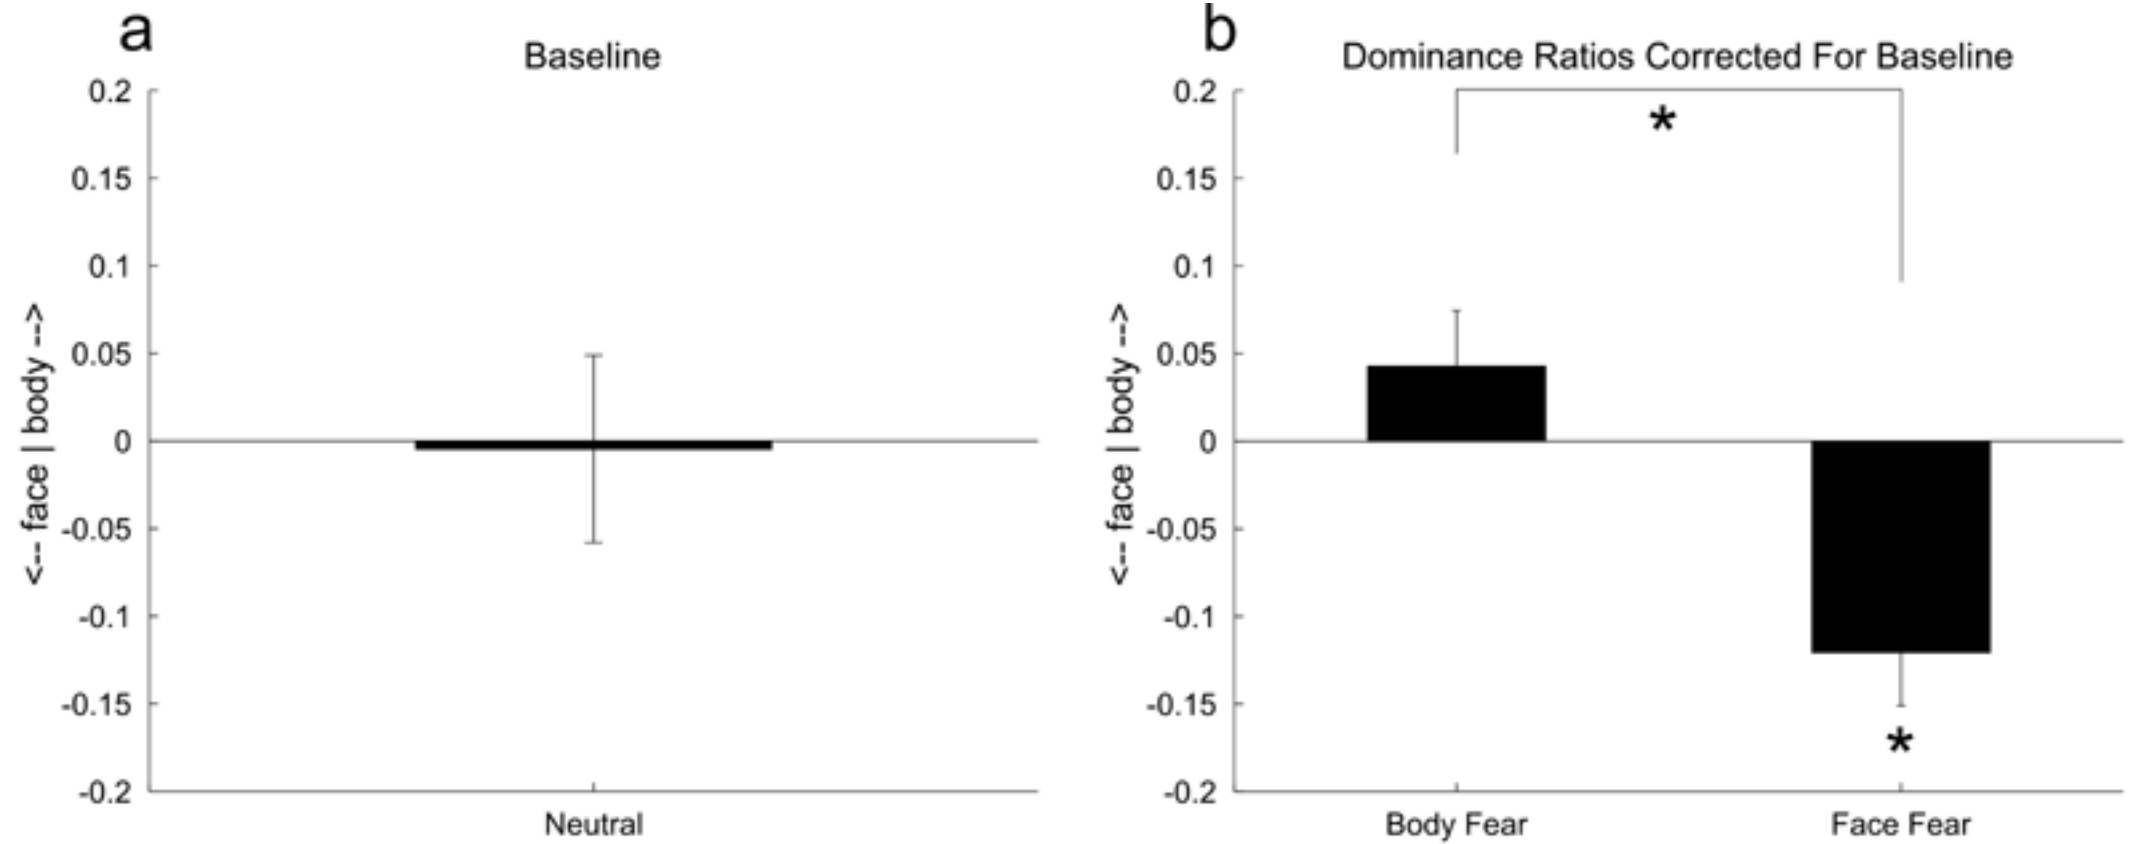 a
Baseline
0.2
0.15
0.1
0.05
0
-0.05
-0.1
-0.15
-0.2
<--- face | body --->
Neutral
b
Dominance Ratios Corrected For Baseline
0.2
0.15
0.1
0.05
0
-0.05
-0.1
-0.15
-0.2
<-- face | body -->
*
*
Body Fear
Face Fear